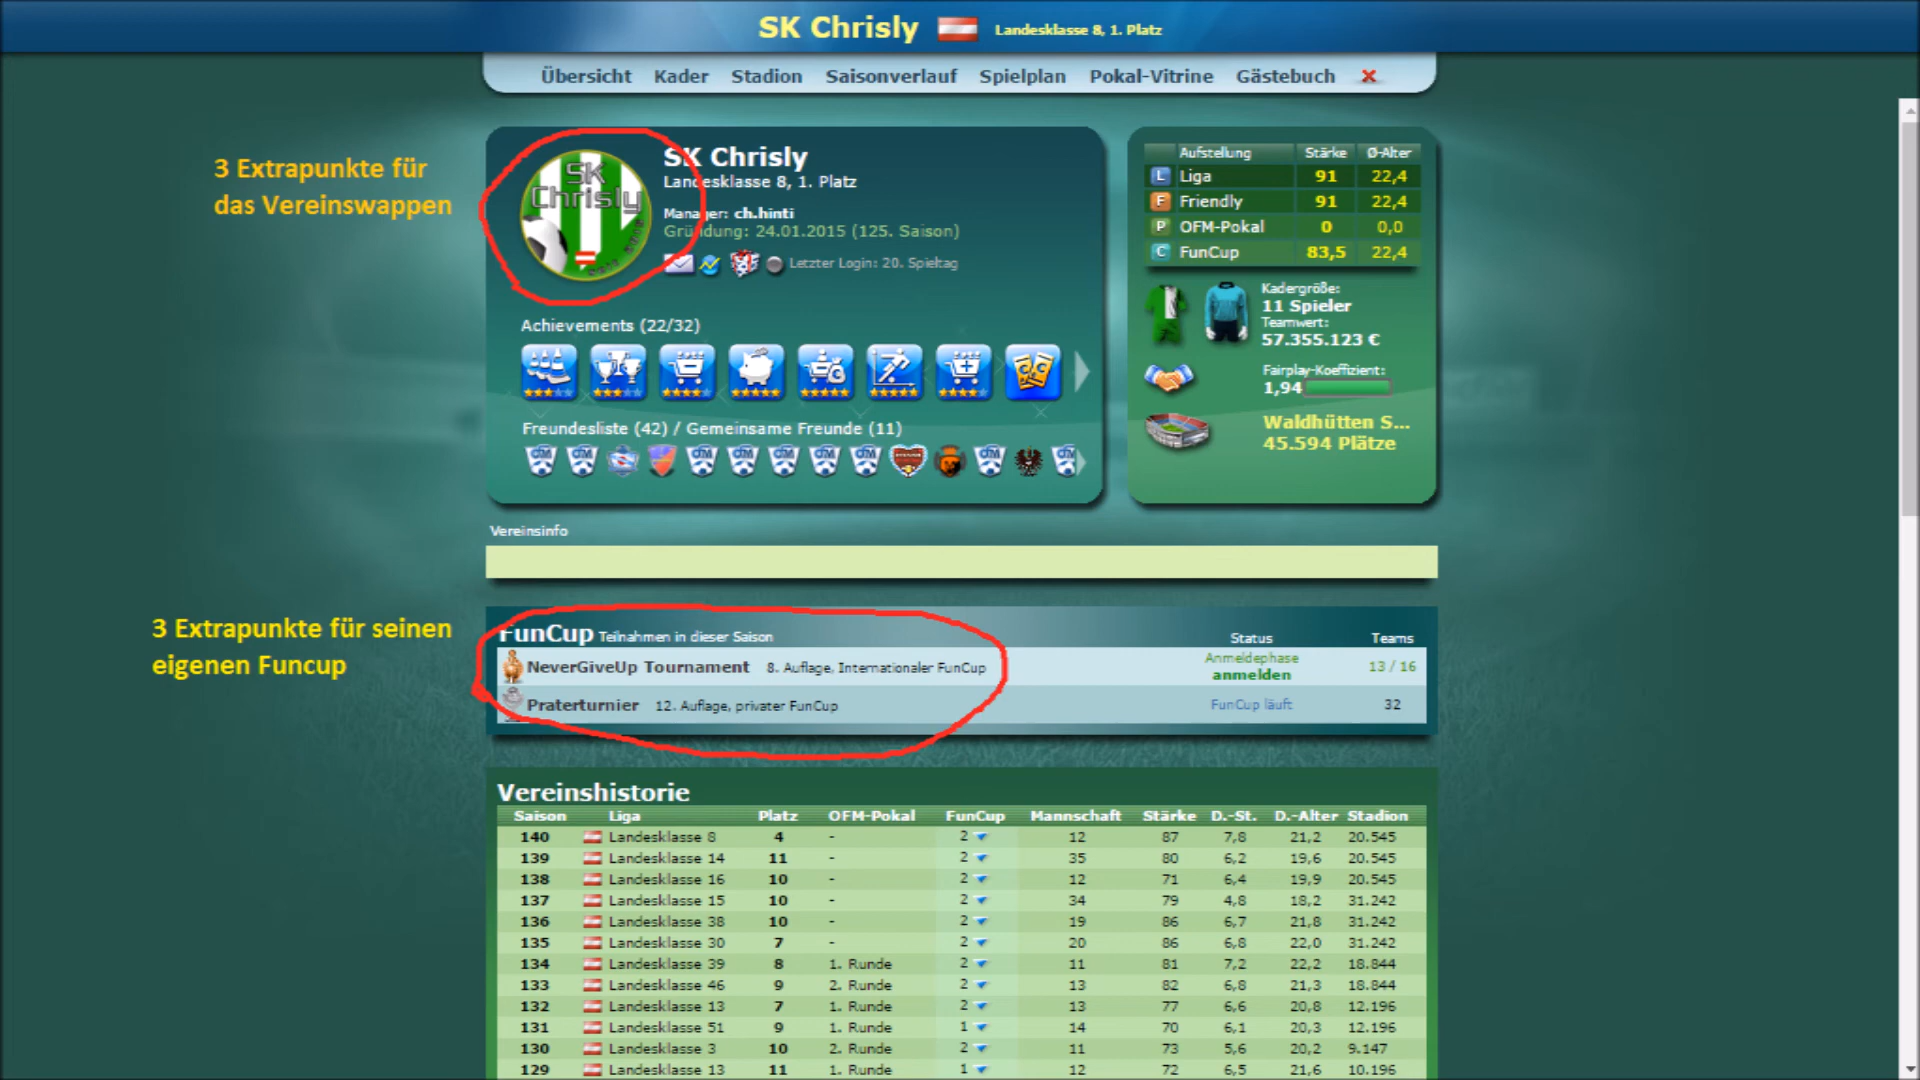 SK Chrisly Landesklasse 8, 1. Platz
Übersicht Kader Stadion Saisonverlauf Spielplan Pokal-Vitrine Gästebuch
3 Extrapunkte für
das Vereinswappen
SK
Chrisly
SK Chrisly
Landesklasse 8, 1. Platz
Manager: ch.hinti
Gründung: 24.01.2015 (125. Saison)
Letzter Login: 20. Spieltag
Achievements (22/32)
Freundesliste (42) / Gemeinsame Freunde (11)
Aufstellung Stärke Ø-Alter
L Liga 91 22,4
F Friendly 91 22,4
P OFM-Pokal 0 0,0
C FunCup 83,5 22,4
Kadergröße:
11 Spieler
Teamwert:
57.355.123 €
Fairplay-Koeffizient:
1,94
Waldhütten S...
45.594 Plätze
Vereinsinfo
3 Extrapunkte für seinen
eigenen Funcup
FunCup Teilnahmen in dieser Saison Status Teams
NeverGiveUp Tournament 8. Auflage, Internationaler FunCup Anmeldephase anmelden 13 / 16
Praterturnier 12. Auflage, privater FunCup FunCup läuft 32
Vereinshistorie
Saison Liga Platz OFM-Pokal FunCup Mannschaft Stärke D.-St. D.-Alter Stadion
140 Landesklasse 8 4 - 2 12 87 7,8 21,2 20.545
139 Landesklasse 14 11 - 2 35 80 6,2 19,6 20.545
138 Landesklasse 16 10 - 2 12 71 6,4 19,9 20.545
137 Landesklasse 15 10 - 2 34 79 4,8 18,2 31.242
136 Landesklasse 38 10 - 2 19 86 6,7 21,8 31.242
135 Landesklasse 30 7 - 2 20 86 6,8 22,0 31.242
134 Landesklasse 39 8 1. Runde 2 11 81 7,2 22,2 18.844
133 Landesklasse 46 9 2. Runde 2 13 82 6,8 21,3 18.844
132 Landesklasse 13 7 1. Runde 2 13 77 6,6 20,8 12.196
131 Landesklasse 51 9 1. Runde 1 14 70 6,1 20,3 12.196
130 Landesklasse 3 10 2. Runde 2 11 73 5,6 20,2 9.147
129 Landesklasse 13 11 1. Runde 1 12 72 6,5 21,6 10.196